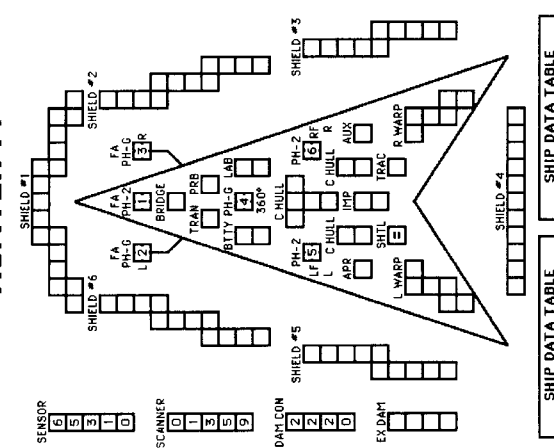 SHIELD #1
SHIELD #2
SHIELD #6
SHIELD #3
SHIELD #5
SHIELD #4
SENSOR
6
5
3
1
0
SCANNER
0
1
3
5
9
DAM CON
2
2
2
0
EX DAM
FA
PH-G
L 2
FA
PH-2
1
FA
PH-G
3 R
BRIDGE
TRAN
PRB
BTTY
PH-G
4
360°
LAB
C HULL
PH-2
LF 5
L
C HULL
PH-2
6 RF
R
C HULL
APR
SHTL
=
IMP
TRAC
AUX
L WARP
R WARP
SHIP DATA TABLE
SHIP DATA TABLE